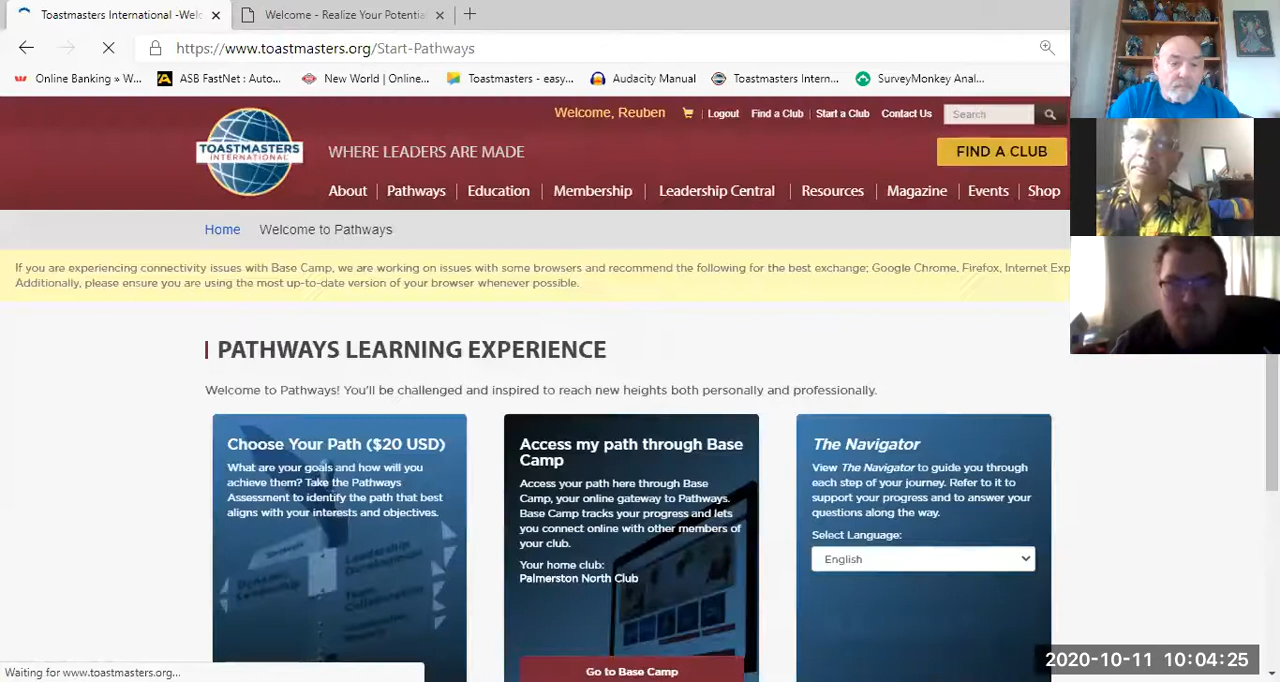 Toastmasters International -Welc
Welcome - Realize Your Potentia
https://www.toastmasters.org/Start-Pathways
Online Banking » W...
ASB FastNet : Auto...
New World | Online...
Toastmasters - easy...
Audacity Manual
Toastmasters Intern...
SurveyMonkey Anal...
Welcome, Reuben
Logout
Find a Club
Start a Club
Contact Us
Search
TOASTMASTERS
INTERNATIONAL
WHERE LEADERS ARE MADE
FIND A CLUB
About
Pathways
Education
Membership
Leadership Central
Resources
Magazine
Events
Shop
Home
Welcome to Pathways
If you are experiencing connectivity issues with Base Camp, we are working on issues with some browsers and recommend the following for the best exchange; Google Chrome, Firefox, Internet Exp
Additionally, please ensure you are using the most up-to-date version of your browser whenever possible.
PATHWAYS LEARNING EXPERIENCE
Welcome to Pathways! You'll be challenged and inspired to reach new heights both personally and professionally.
Choose Your Path ($20 USD)
What are your goals and how will you
achieve them? Take the Pathways
Assessment to identify the path that best
aligns with your interests and objectives.
Leadership
Development
Dynamic
Leadership
Team
Collaboration
Access my path through Base
Camp
Access your path here through Base
Camp, your online gateway to Pathways.
Base Camp tracks your progress and lets
you connect online with other members of
your club.
Your home club:
Palmerston North Club
Go to Base Camp
The Navigator
View The Navigator to guide you through
each step of your journey. Refer to it to
support your progress and to answer your
questions along the way.
Select Language:
English
Waiting for www.toastmasters.org...
2020-10-11 10:04:25